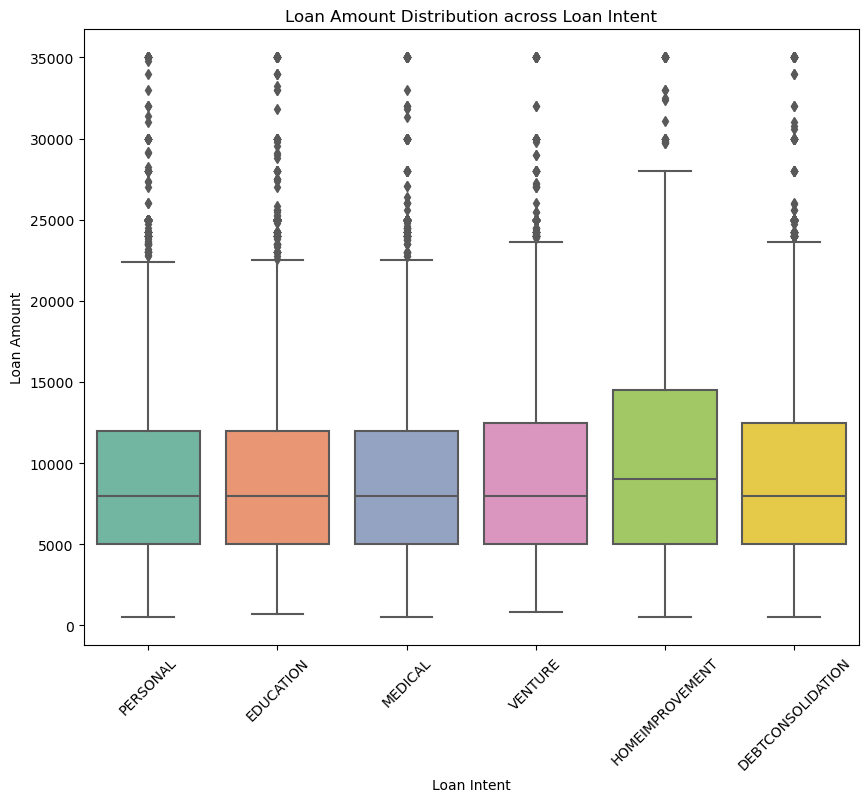 Loan Amount Distribution across Loan Intent
Loan Amount
35000
30000
25000
20000
15000
10000
5000
0
PERSONAL
EDUCATION
MEDICAL
VENTURE
HOMEIMPROVEMENT
DEBTCONSOLIDATION
Loan Intent